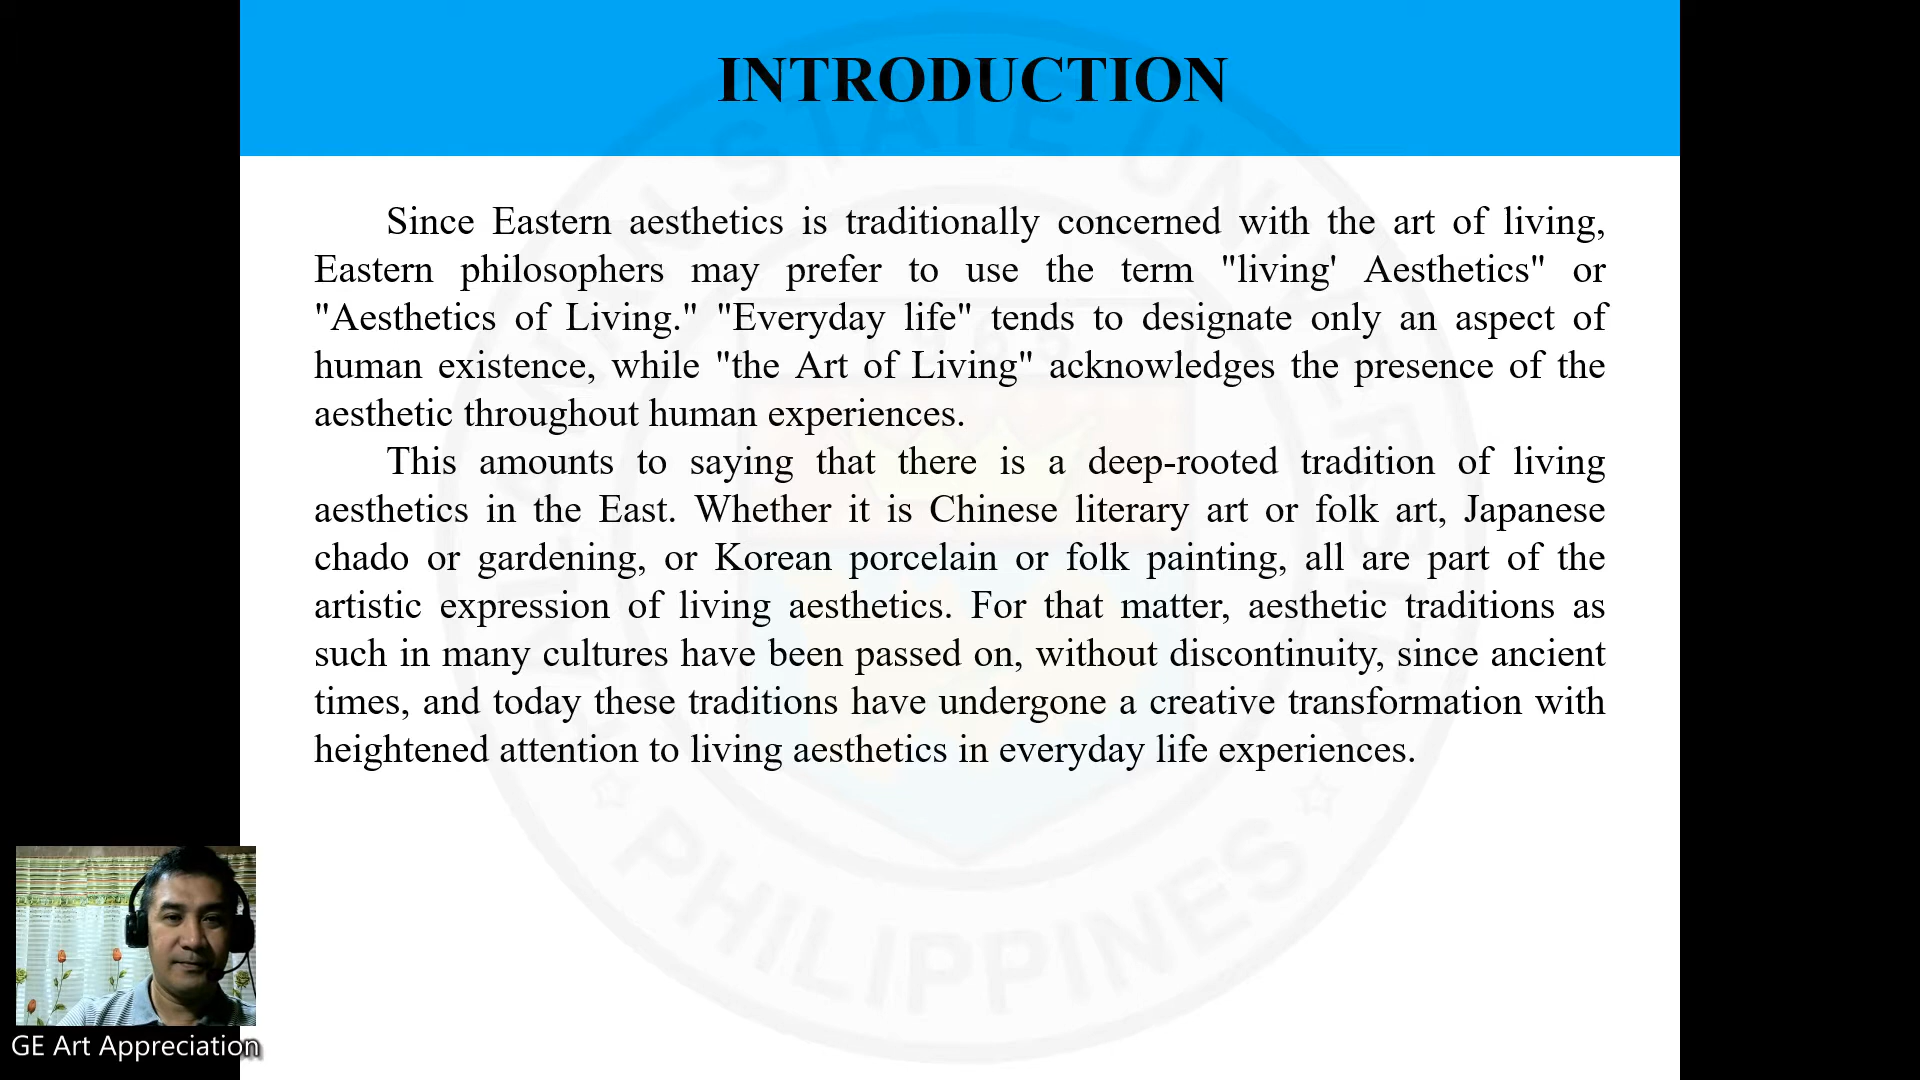 INTRODUCTION
Since Eastern aesthetics is traditionally concerned with the art of living,
Eastern philosophers may prefer to use the term "living' Aesthetics" or
"Aesthetics of Living." "Everyday life" tends to designate only an aspect of
human existence, while "the Art of Living" acknowledges the presence of the
aesthetic throughout human experiences.
This amounts to saying that there is a deep-rooted tradition of living
aesthetics in the East. Whether it is Chinese literary art or folk art, Japanese
chado or gardening, or Korean porcelain or folk painting, all are part of the
artistic expression of living aesthetics. For that matter, aesthetic traditions as
such in many cultures have been passed on, without discontinuity, since ancient
times, and today these traditions have undergone a creative transformation with
heightened attention to living aesthetics in everyday life experiences.
STATE
PHILIPPINES
GE Art Appreciation